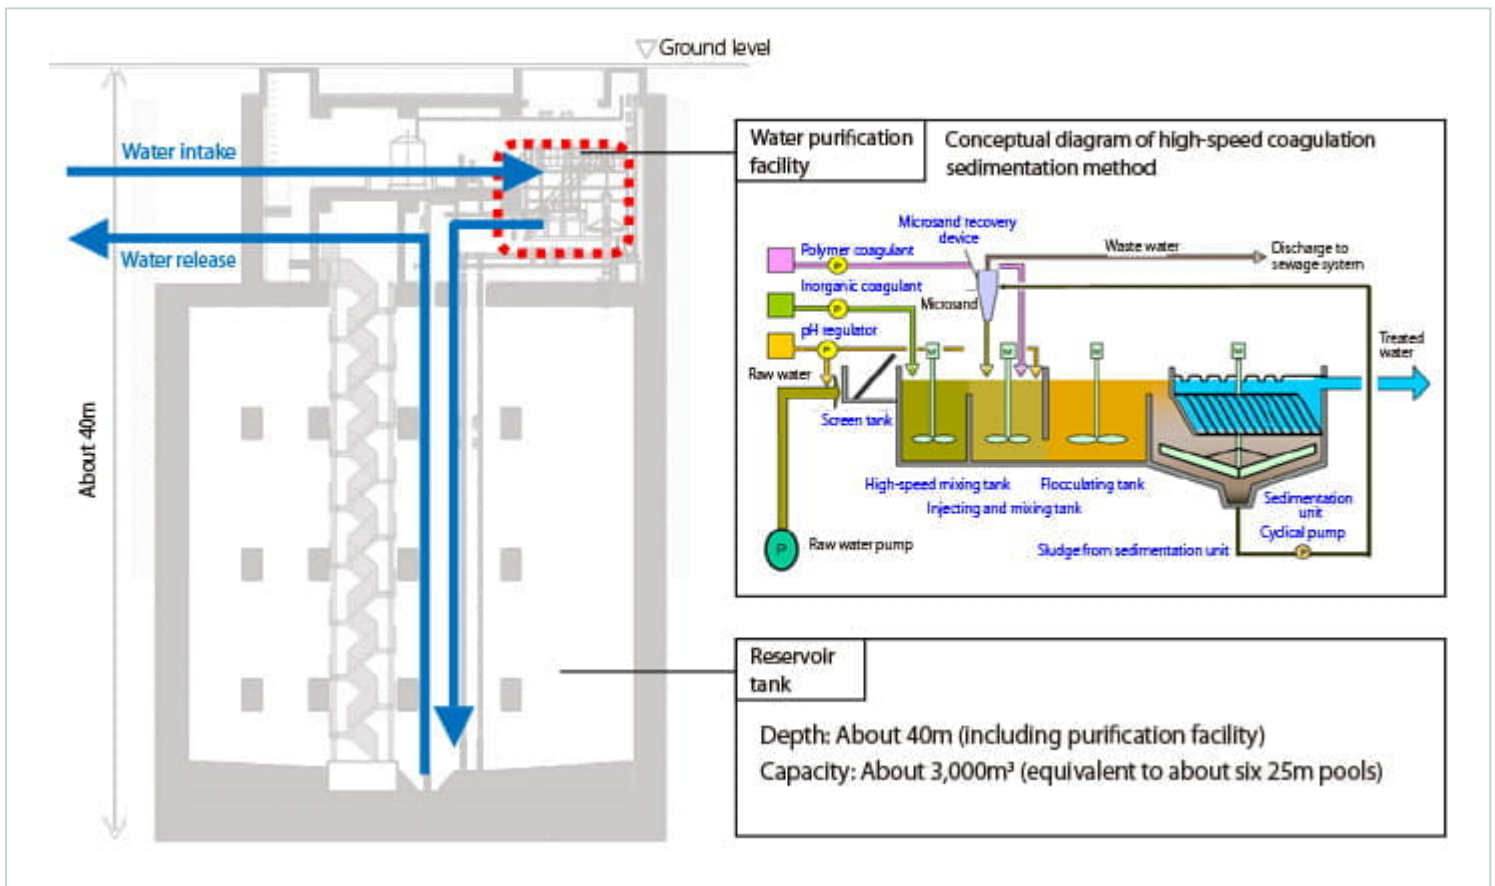 Ground level
Water intake
Water release
About 40m
Water purification
facility
Conceptual diagram of high-speed coagulation
sedimentation method
Microsand recovery
device
Polymer coagulant
P
Waste water
Discharge to
sewage system
Inorganic coagulant
P
Microsand
pH regulator
P
M
M
M
M
Treated
water
Raw water
Screen tank
High-speed mixing tank
Flocculating tank
Injecting and mixing tank
Sedimentation
unit
Cyclical pump
P
Raw water pump
P
Sludge from sedimentation unit
Reservoir
tank
Depth: About 40m (including purification facility)
Capacity: About 3,000m³ (equivalent to about six 25m pools)